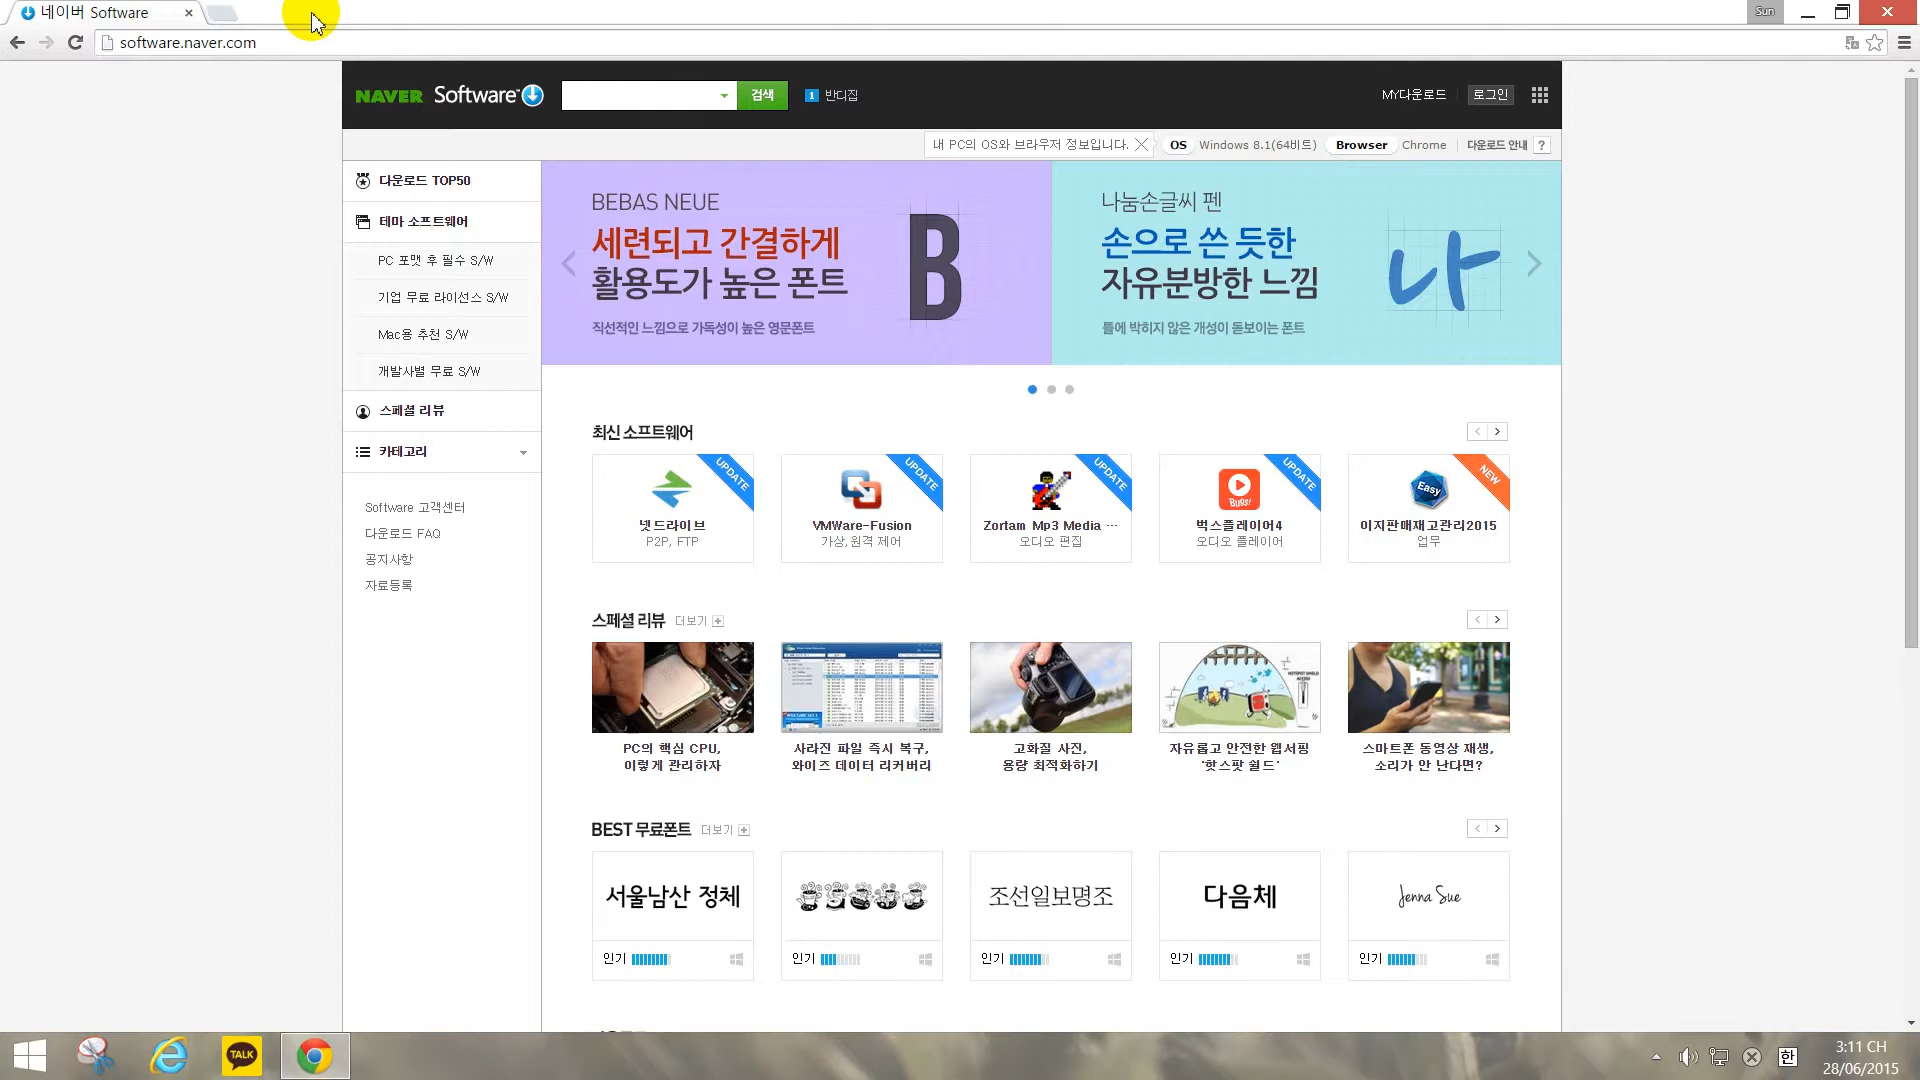 네이버 Software
Sun
software.naver.com
NAVER Software
검색
1 반디집
MY다운로드
로그인
내 PC의 OS와 브라우저 정보입니다.
OS Windows 8.1(64비트) Browser Chrome 다운로드 안내 ?
다운로드 TOP50
테마 소프트웨어
PC 포맷 후 필수 S/W
기업 무료 라이선스 S/W
Mac용 추천 S/W
개발사별 무료 S/W
스페셜 리뷰
카테고리
Software 고객센터
다운로드 FAQ
공지사항
자료등록
BEBAS NEUE
세련되고 간결하게
활용도가 높은 폰트
직선적인 느낌으로 가독성이 높은 영문폰트
B
나눔손글씨 펜
손으로 쓴 듯한
자유분방한 느낌
틀에 박히지 않은 개성이 돋보이는 폰트
나
최신 소프트웨어
UPDATE
넷드라이브
P2P, FTP
UPDATE
VMWare-Fusion
가상,원격 제어
UPDATE
Zortam Mp3 Media ···
오디오 편집
UPDATE
BUGS!
벅스플레이어4
오디오 플레이어
NEW
Easy
이지판매재고관리2015
업무
스페셜 리뷰 더보기
PC의 핵심 CPU,
이렇게 관리하자
사라진 파일 즉시 복구,
와이즈 데이터 리커버리
고화질 사진,
용량 최적화하기
HOTSPOT SHIELD
ACCESS
자유롭고 안전한 웹서핑
'핫스팟 쉴드'
스마트폰 동영상 재생,
소리가 안 난다면?
BEST 무료폰트 더보기
서울남산 정체
인기
인기
조선일보명조
인기
다음체
인기
Jenna Sue
인기
TALK
한
3:11 CH
28/06/2015